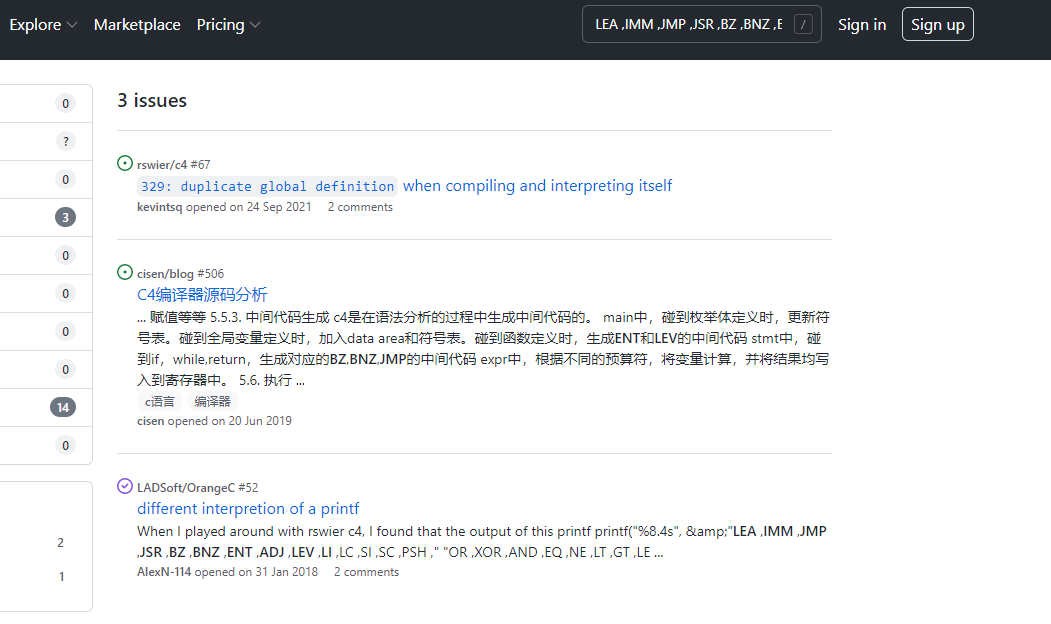 Explore Marketplace Pricing LEA ,IMM ,JMP ,JSR ,BZ ,BNZ ,E / Sign in Sign up
0
?
0
3
0
0
0
0
14
0
2
1
3 issues
rswier/c4 #67
329: duplicate global definition when compiling and interpreting itself
kevintsq opened on 24 Sep 2021 2 comments
cisen/blog #506
C4编译器源码分析
... 赋值等等 5.5.3. 中间代码生成 c4是在语法分析的过程中生成中间代码的。 main中，碰到枚举体定义时，更新符
号表。碰到全局变量定义时，加入data area和符号表。碰到函数定义时，生成ENT和LEV的中间代码 stmt中，碰
到if，while,return，生成对应的BZ,BNZ,JMP的中间代码 expr中，根据不同的预算符，将变量计算，并将结果均写
入到寄存器中。 5.6. 执行 ...
c语言 编译器
cisen opened on 20 Jun 2019
LADSoft/OrangeC #52
different interpretion of a printf
When I played around with rswier c4, I found that the output of this printf printf("%8.4s", &amp;"LEA ,IMM ,JMP
,JSR ,BZ ,BNZ ,ENT ,ADJ ,LEV ,LI ,LC ,SI ,SC ,PSH ," "OR ,XOR ,AND ,EQ ,NE ,LT ,GT ,LE ...
AlexN-114 opened on 31 Jan 2018 2 comments